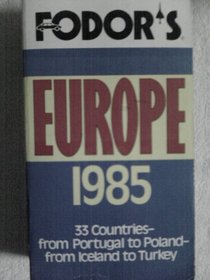 FODOR'S
EUROPE
1985
33 Countries–
from Portugal to Poland–
from Iceland to Turkey